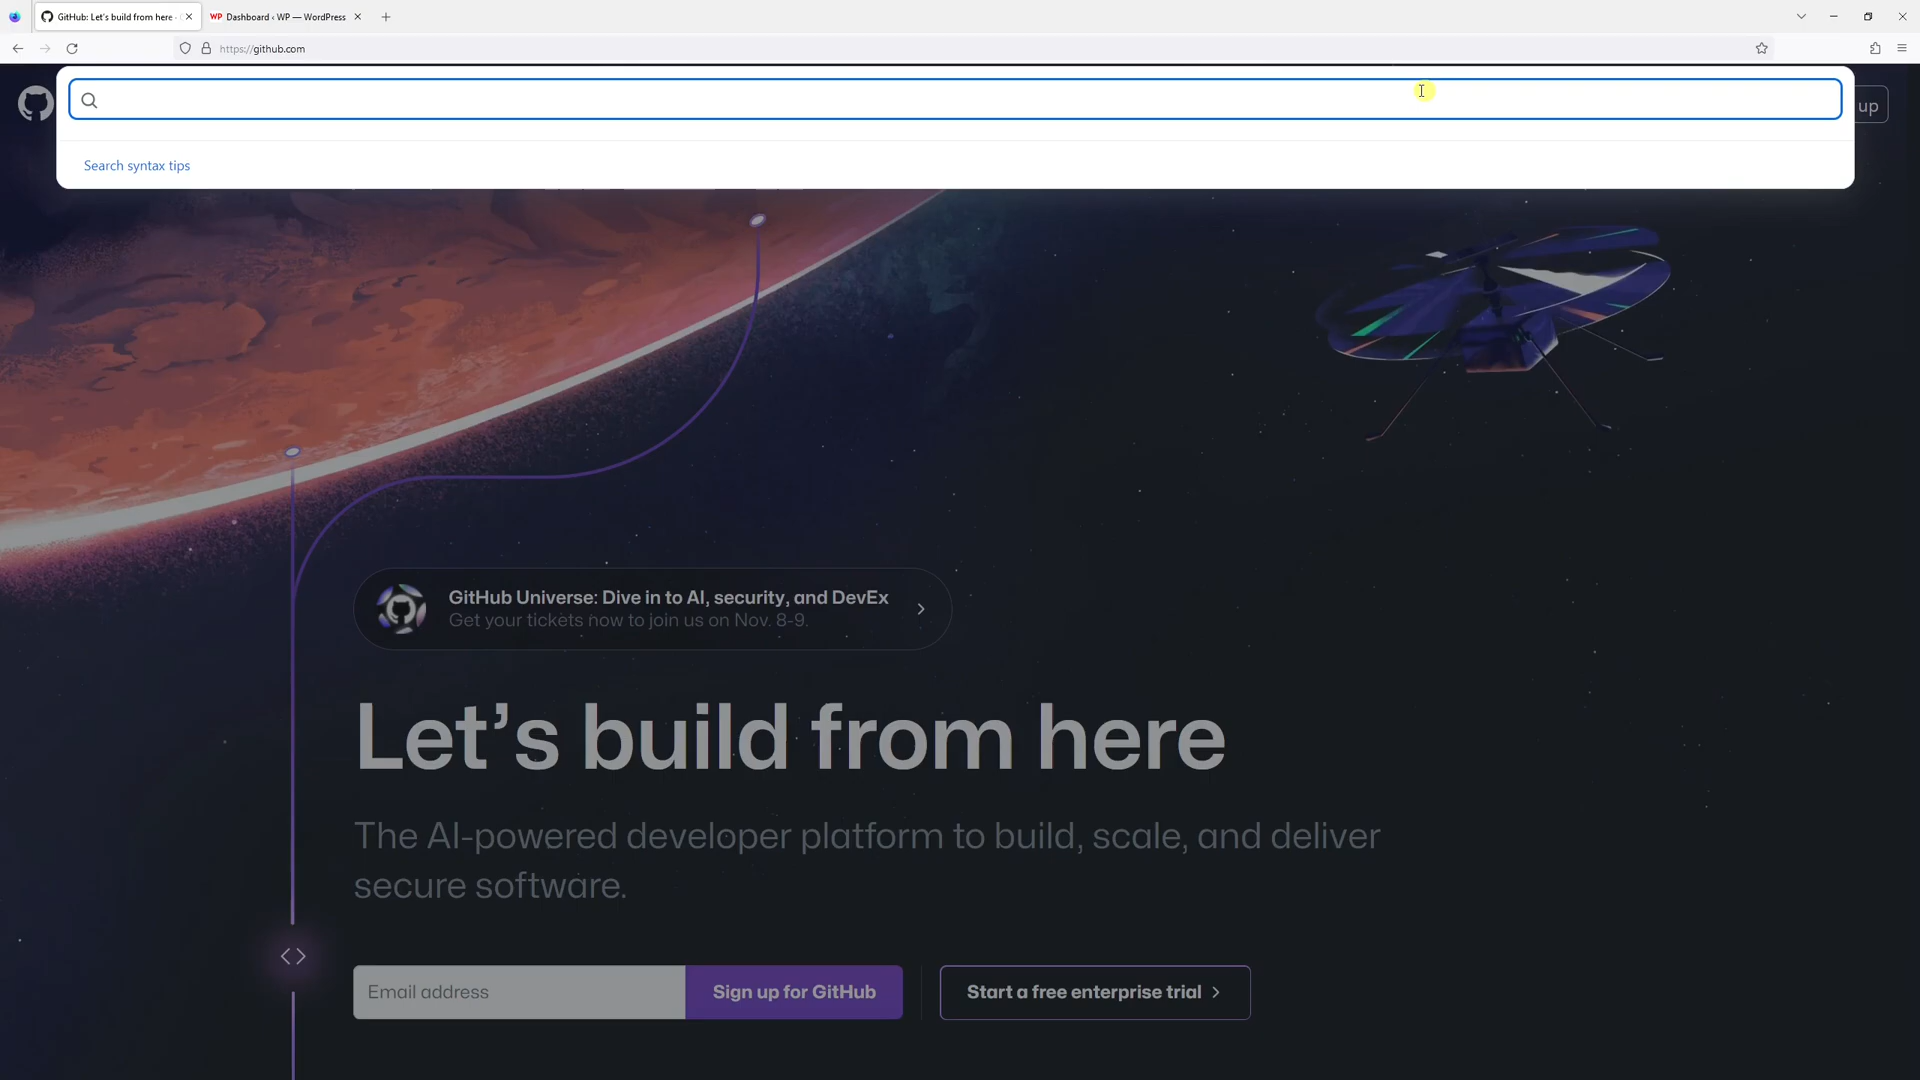 GitHub: Let's build from here ·
WP Dashboard ‹ WP — WordPress
https://github.com
up
Search syntax tips
GitHub Universe: Dive in to AI, security, and DevEx
Get your tickets now to join us on Nov. 8-9.
Let’s build from here
The AI-powered developer platform to build, scale, and deliver
secure software.
Email address
Sign up for GitHub
Start a free enterprise trial